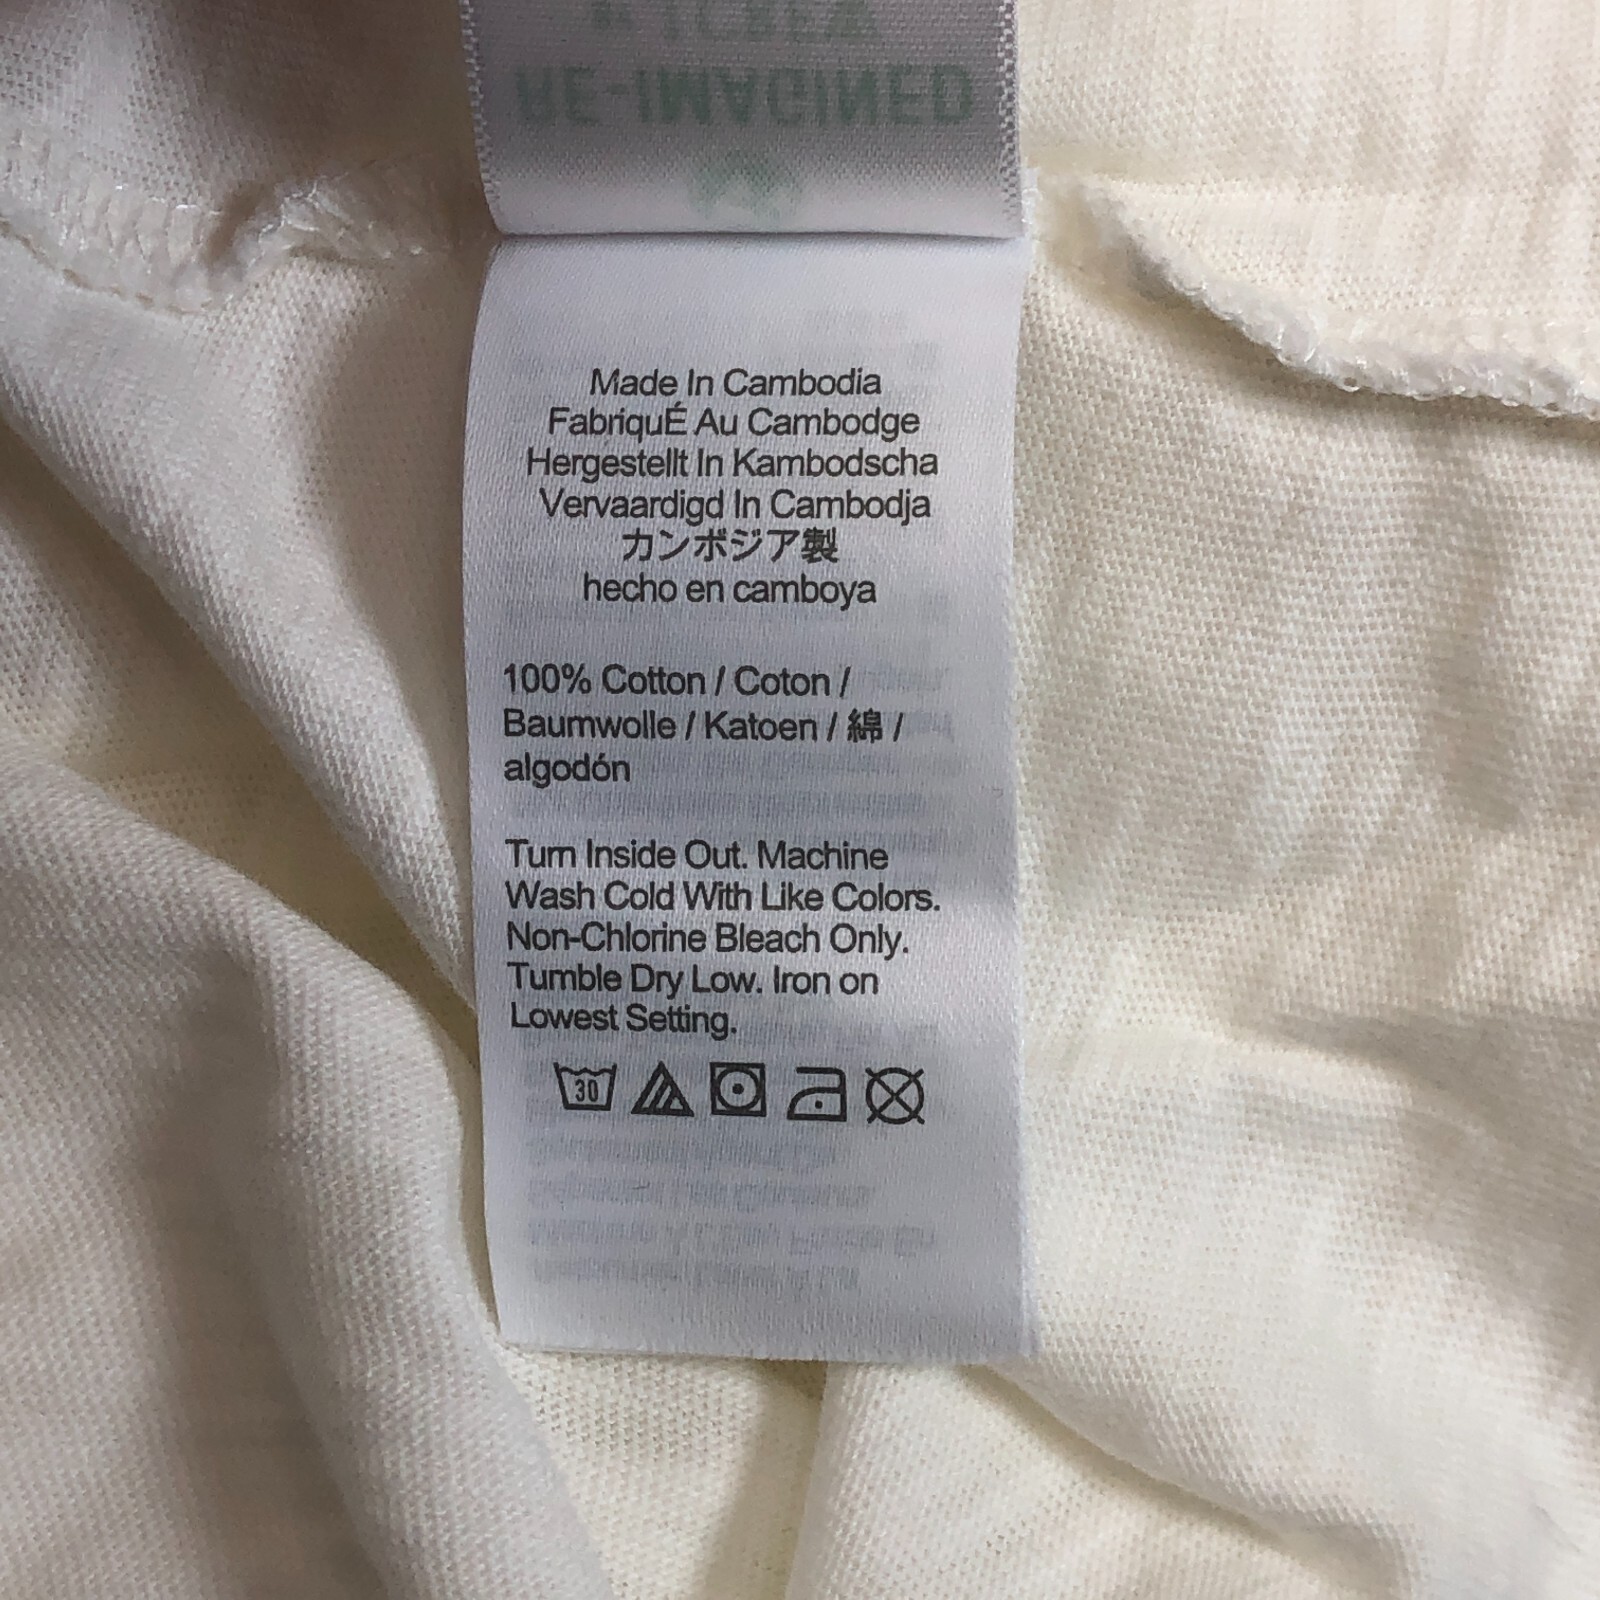 RE-IMAGINED
Made In Cambodia
FabriquÉ Au Cambodge
Hergestellt In Kambodscha
Vervaardigd In Cambodja
カンボジア製
hecho en camboya
100% Cotton / Coton /
Baumwolle / Katoen / 綿 /
algodón
Turn Inside Out. Machine
Wash Cold With Like Colors.
Non-Chlorine Bleach Only.
Tumble Dry Low. Iron on
Lowest Setting.
30